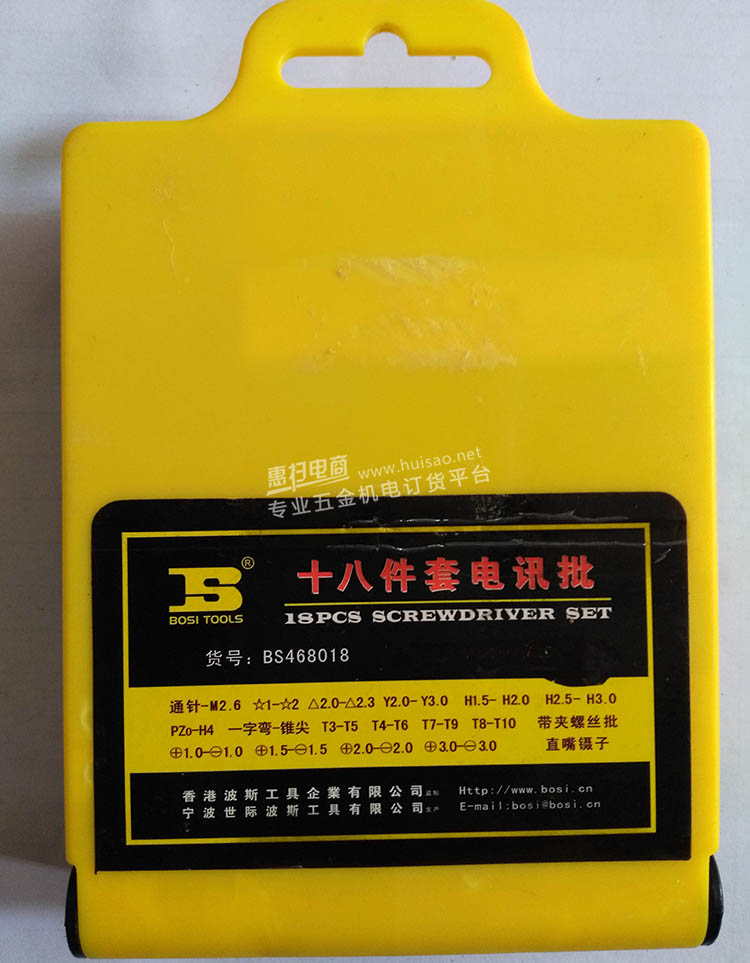 惠扫电商 www.huisao.net
专业五金机电订货平台
B ®
BOSI TOOLS
十八件套电讯批
18PCS SCREWDRIVER SET
货号：BS468018
通针-M2.6 ☆1-☆2 △2.0-△2.3 Y2.0-Y3.0 H1.5-H2.0 H2.5-H3.0
PZo-H4 一字弯-锥尖 T3-T5 T4-T6 T7-T9 T8-T10 带夹螺丝批
⊕1.0-⊖1.0 ⊕1.5-⊖1.5 ⊕2.0-⊖2.0 ⊕3.0-⊖3.0 直嘴镊子
香港波斯工具企業有限公司 监制 Http://www.bosi.cn
宁波世际波斯工具有限公司 生产 E-mail:bosi@bosi.cn